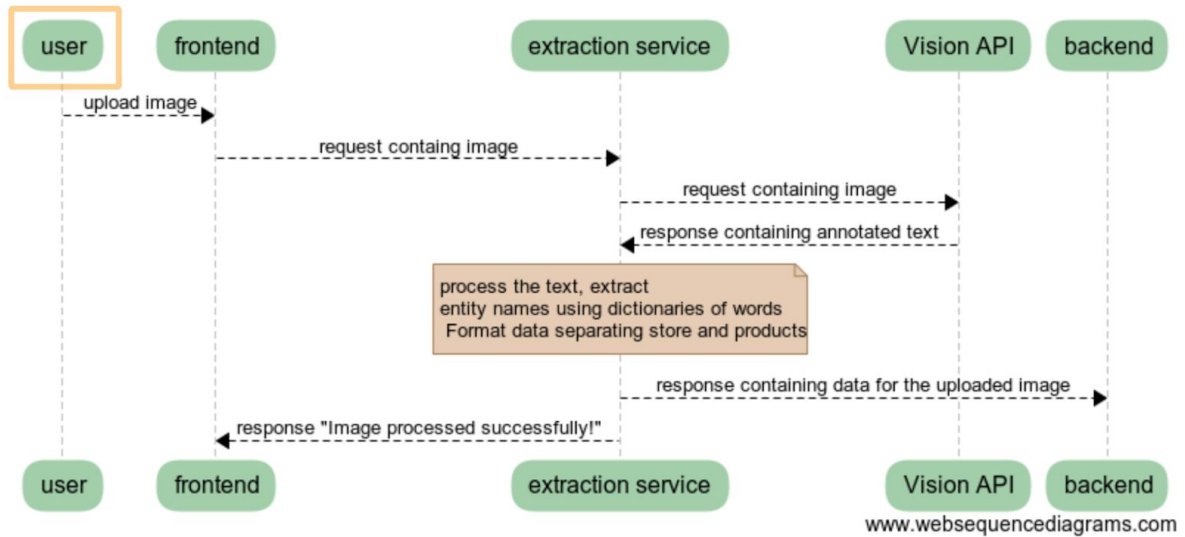 user frontend extraction service Vision API backend
upload image
request containg image
request containing image
response containing annotated text
process the text, extract
entity names using dictionaries of words
Format data separating store and products
response containing data for the uploaded image
response "Image processed successfully!"
user frontend extraction service Vision API backend
www.websequencediagrams.com